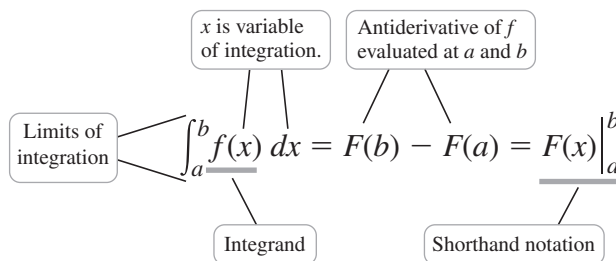 x is variable
of integration.
Antiderivative of f
evaluated at a and b
Limits of
integration
∫_a^b f(x) dx = F(b) − F(a) = F(x)|_a^b
Integrand
Shorthand notation